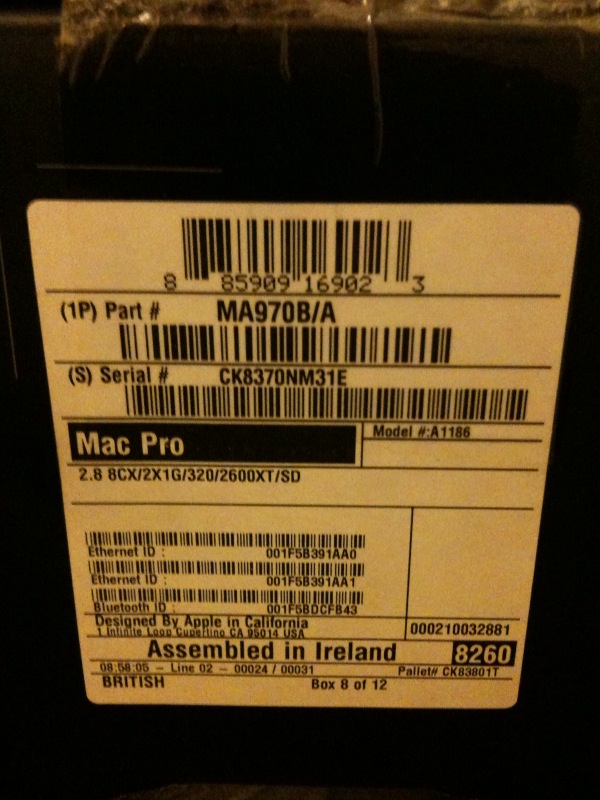 8 85909 16902 3
(1P) Part # MA970B/A
(S) Serial # CK8370NM31E
Mac Pro
Model #:A1186
2.8 8CX/2X1G/320/2600XT/SD
Ethernet ID : 001F5B391AA0
Ethernet ID : 001F5B391AA1
Bluetooth ID : 001F5BDCFB43
Designed By Apple in California
1 Infinite Loop Cupertino CA 95014 USA
000210032881
Assembled in Ireland 8260
08:58:05 - Line 02 - 00024 / 00031 Pallet# CK83801T
BRITISH Box 8 of 12